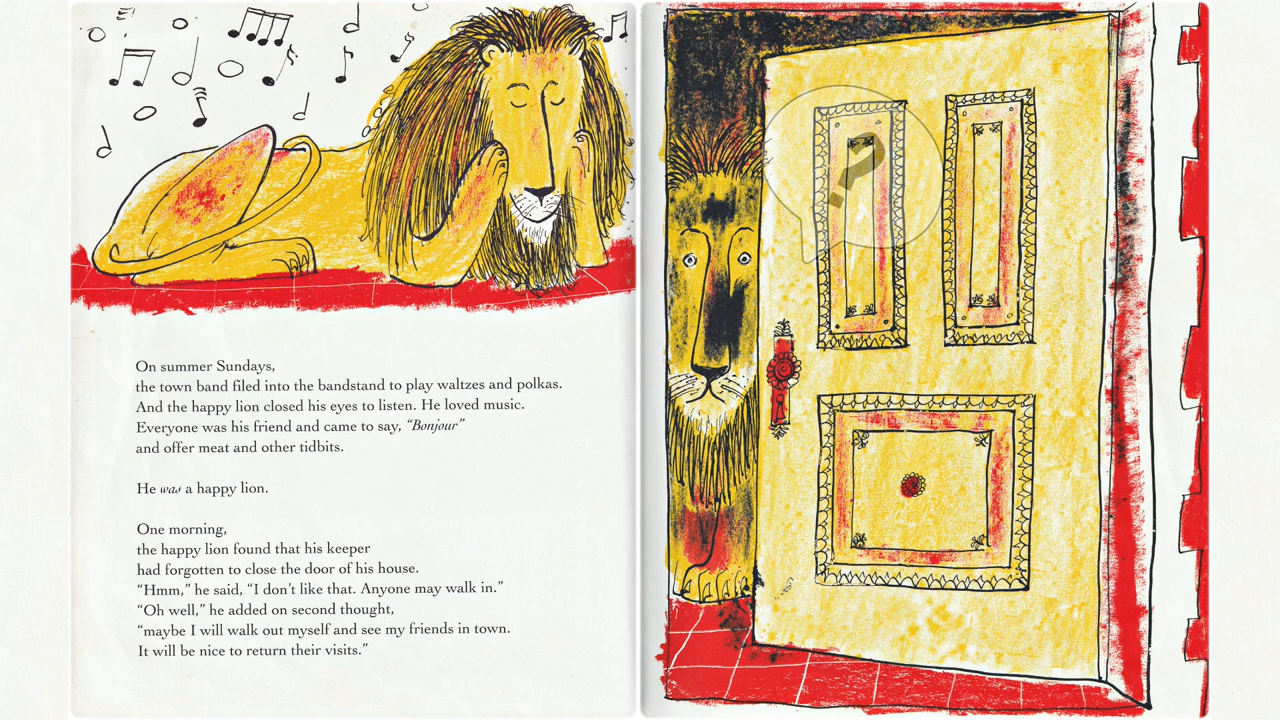 On summer Sundays,
the town band filed into the bandstand to play waltzes and polkas.
And the happy lion closed his eyes to listen. He loved music.
Everyone was his friend and came to say, “Bonjour”
and offer meat and other tidbits.
He was a happy lion.
One morning,
the happy lion found that his keeper
had forgotten to close the door of his house.
“Hmm,” he said, “I don’t like that. Anyone may walk in.”
“Oh well,” he added on second thought,
“maybe I will walk out myself and see my friends in town.
It will be nice to return their visits.”
?